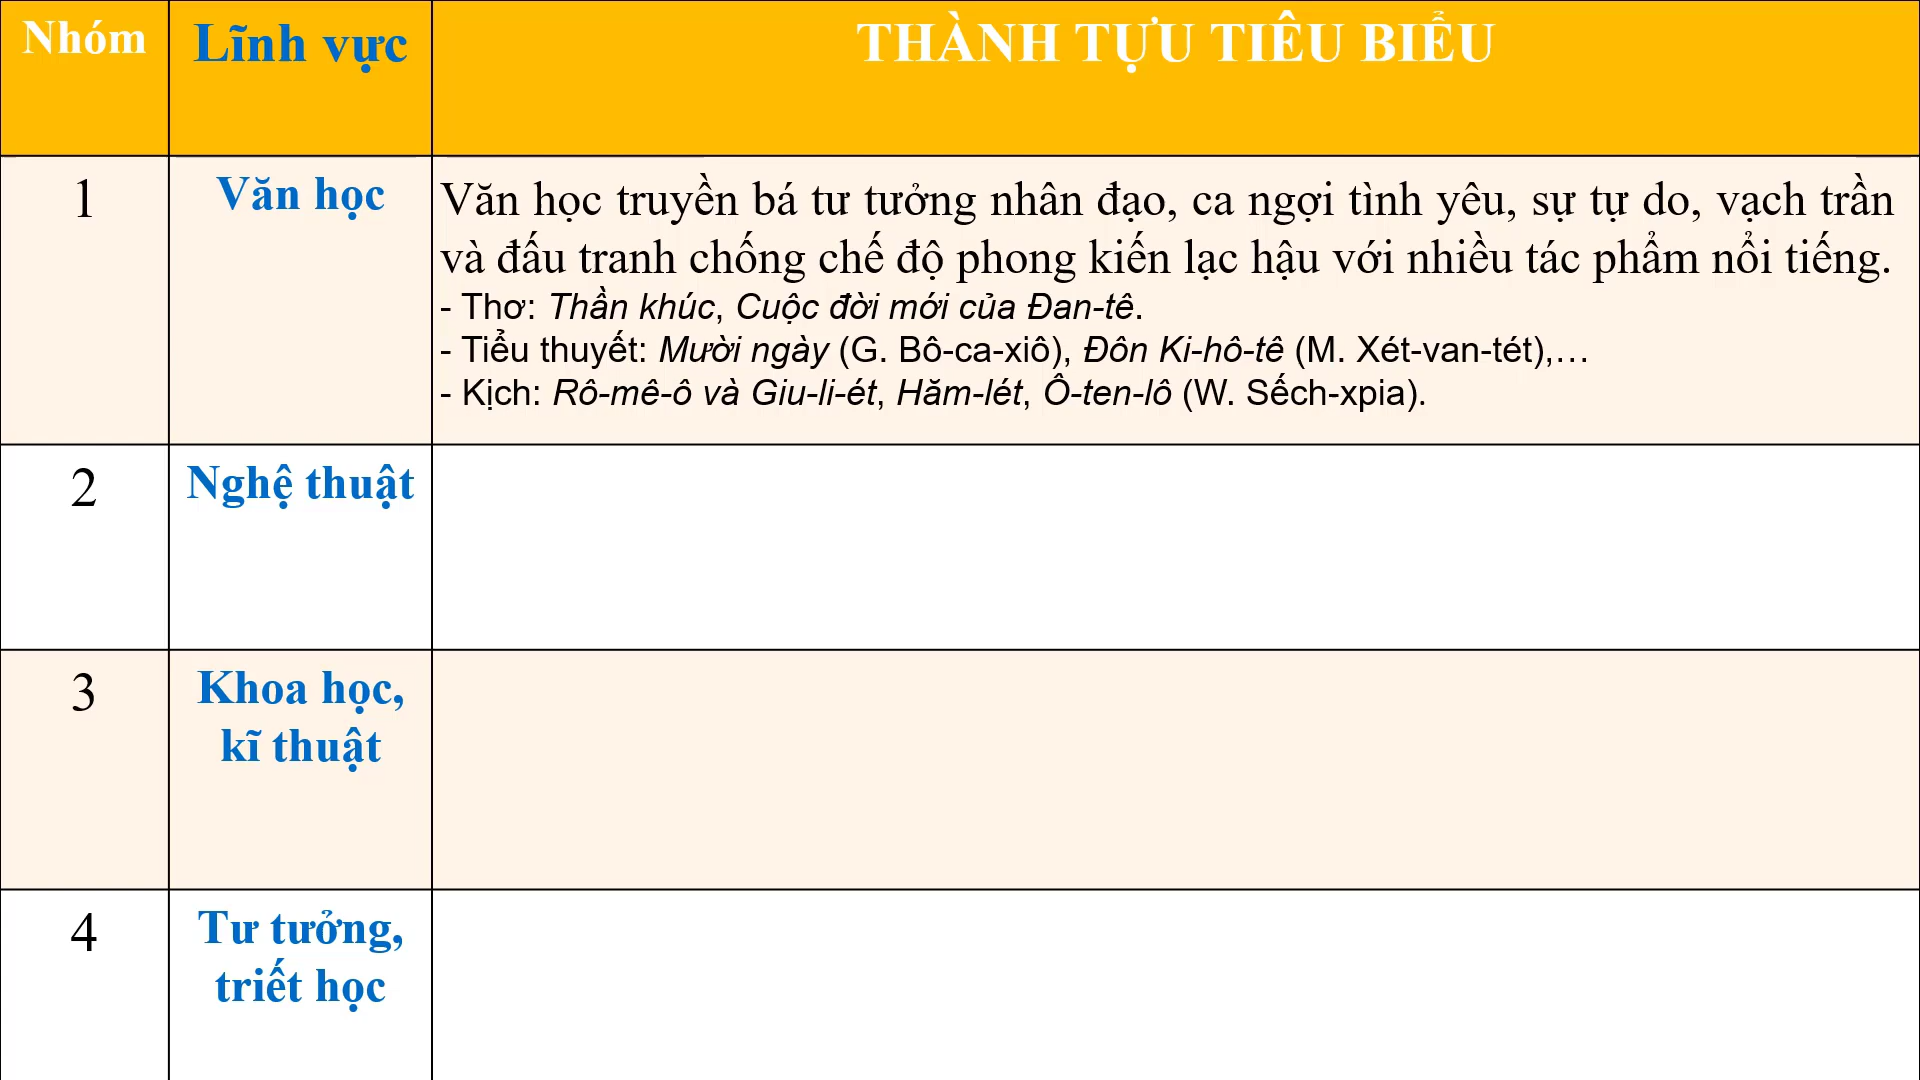 Nhóm
Lĩnh vực
THÀNH TỰU TIÊU BIỂU
1
Văn học
Văn học truyền bá tư tưởng nhân đạo, ca ngợi tình yêu, sự tự do, vạch trần
và đấu tranh chống chế độ phong kiến lạc hậu với nhiều tác phẩm nổi tiếng.
- Thơ: Thần khúc, Cuộc đời mới của Đan-tê.
- Tiểu thuyết: Mười ngày (G. Bô-ca-xiô), Đôn Ki-hô-tê (M. Xét-van-tét),…
- Kịch: Rô-mê-ô và Giu-li-ét, Hăm-lét, Ô-ten-lô (W. Sếch-xpia).
2
Nghệ thuật
3
Khoa học,
kĩ thuật
4
Tư tưởng,
triết học